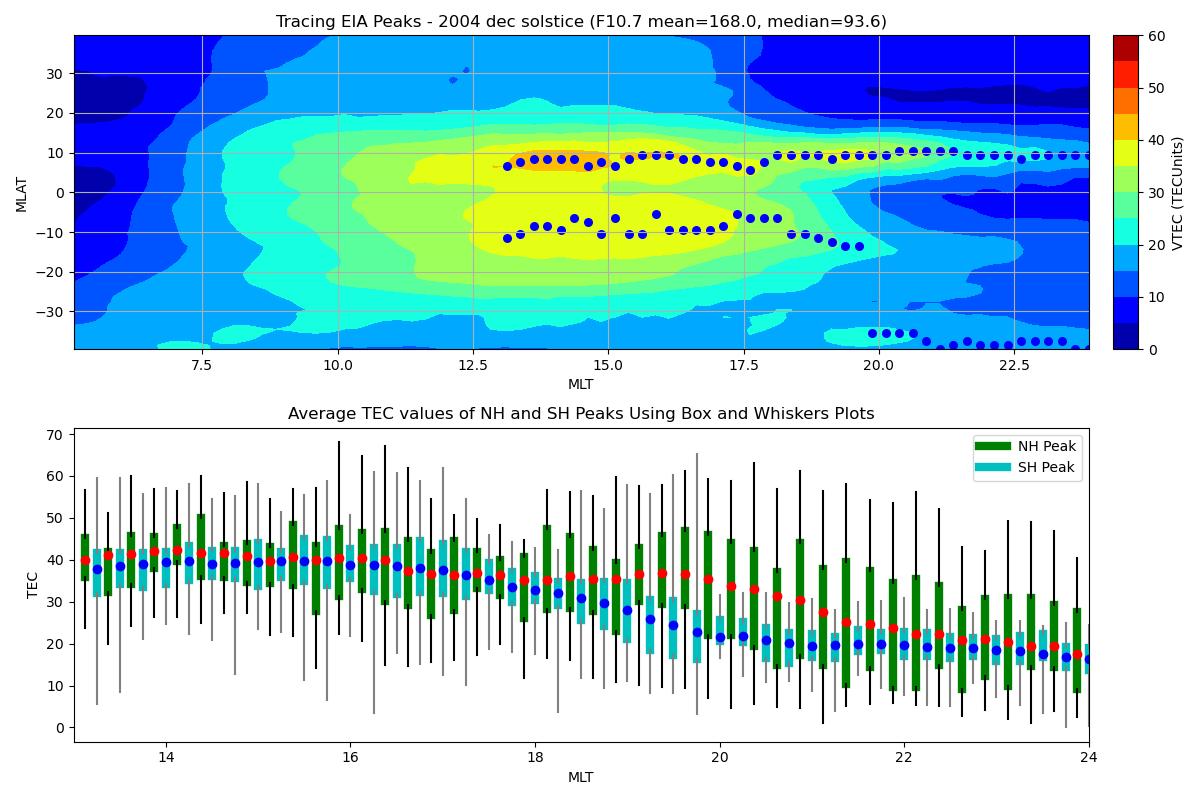 Tracing EIA Peaks - 2004 dec solstice (F10.7 mean=168.0, median=93.6)
30
20
10
0
−10
−20
−30
MLAT
7.5 10.0 12.5 15.0 17.5 20.0 22.5
MLT
60
50
40
30
20
10
0
VTEC (TECUnits)
Average TEC values of NH and SH Peaks Using Box and Whiskers Plots
70
60
50
40
30
20
10
0
TEC
NH Peak
SH Peak
14 16 18 20 22 24
MLT